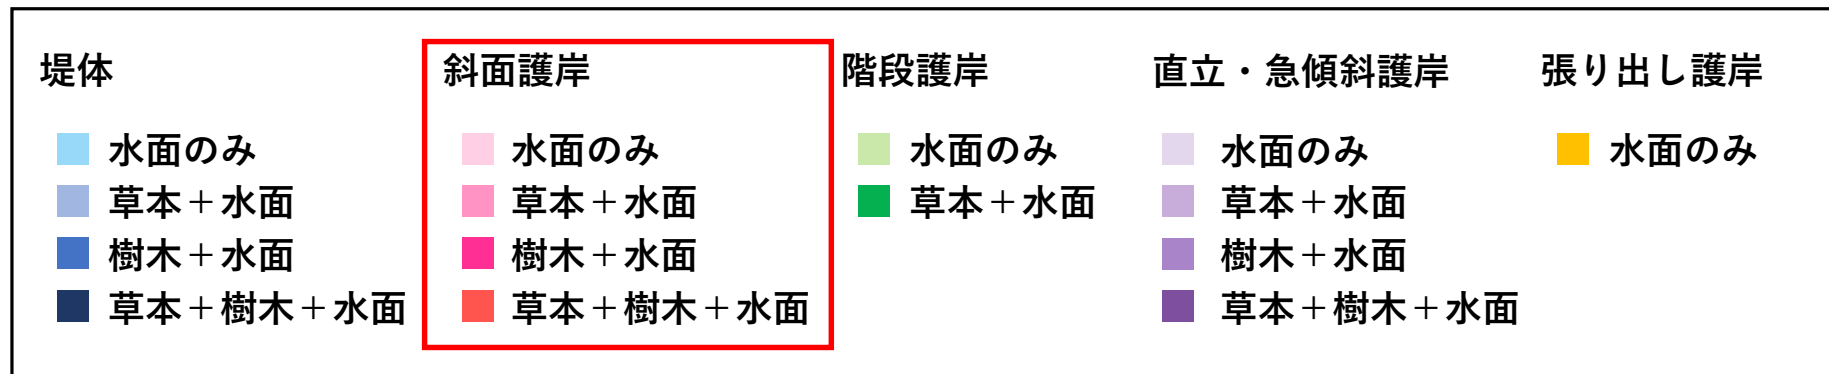 堤体
水面のみ
草本＋水面
樹木＋水面
草本＋樹木＋水面
斜面護岸
水面のみ
草本＋水面
樹木＋水面
草本＋樹木＋水面
階段護岸
水面のみ
草本＋水面
直立・急傾斜護岸
水面のみ
草本＋水面
樹木＋水面
草本＋樹木＋水面
張り出し護岸
水面のみ